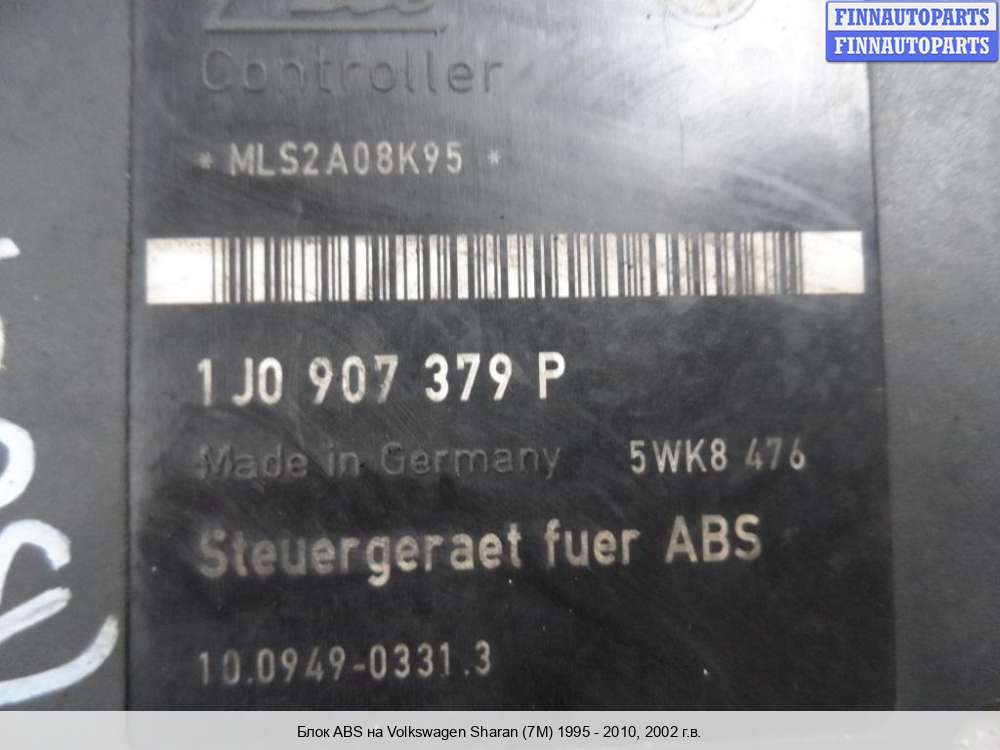 FINNAUTOPARTS
FINNAUTOPARTS
Controller
* MLS2A08K95 *
1J0 907 379 P
Made in Germany 5WK8 476
Steuergeraet fuer ABS
10.0949-0331.3
Блок ABS на Volkswagen Sharan (7M) 1995 - 2010, 2002 г.в.